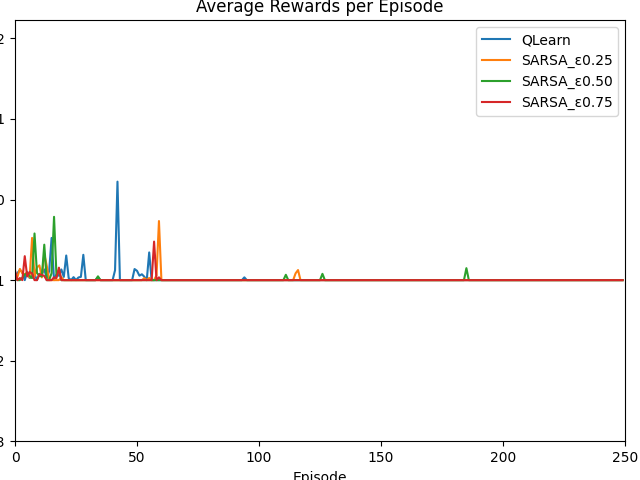 Average Rewards per Episode
QLearn
SARSA_ε0.25
SARSA_ε0.50
SARSA_ε0.75
2
1
0
1
2
3
0 50 100 150 200 250
Episode